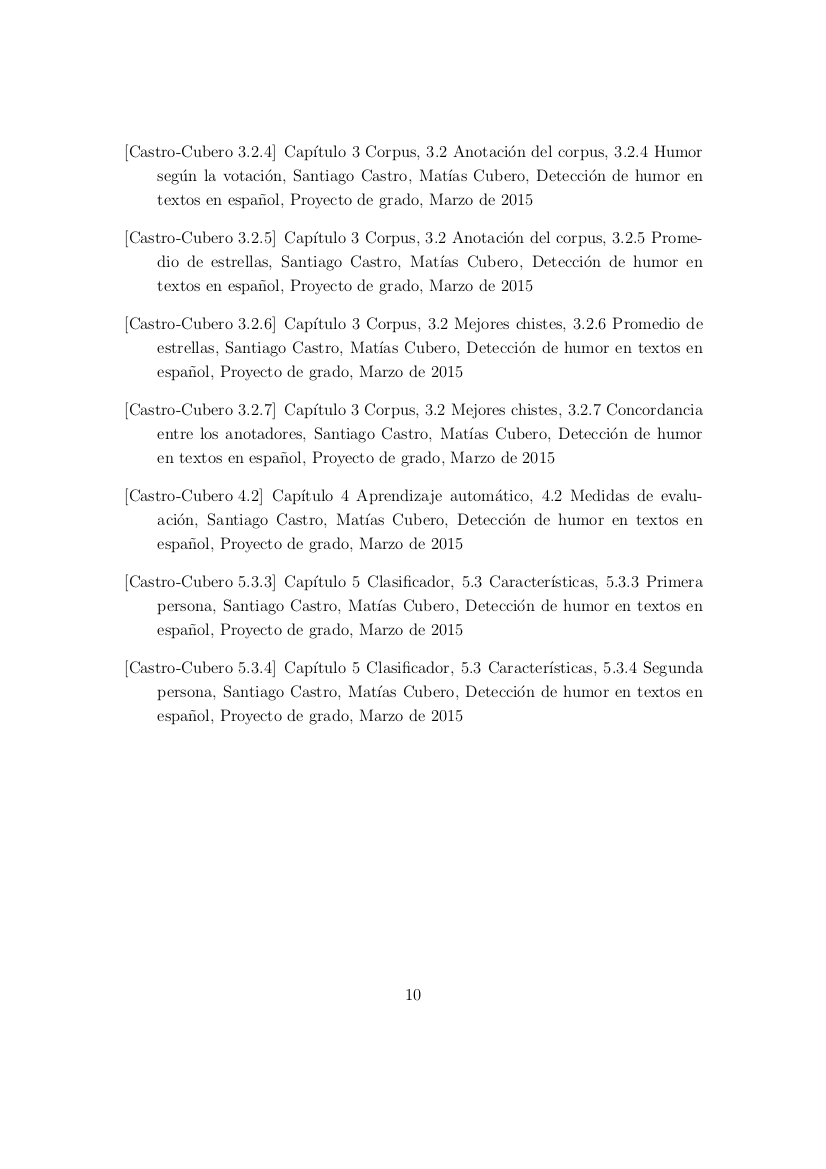 [Castro-Cubero 3.2.4] Capítulo 3 Corpus, 3.2 Anotación del corpus, 3.2.4 Humor
según la votación, Santiago Castro, Matías Cubero, Detección de humor en
textos en español, Proyecto de grado, Marzo de 2015
[Castro-Cubero 3.2.5] Capítulo 3 Corpus, 3.2 Anotación del corpus, 3.2.5 Prome-
dio de estrellas, Santiago Castro, Matías Cubero, Detección de humor en
textos en español, Proyecto de grado, Marzo de 2015
[Castro-Cubero 3.2.6] Capítulo 3 Corpus, 3.2 Mejores chistes, 3.2.6 Promedio de
estrellas, Santiago Castro, Matías Cubero, Detección de humor en textos en
español, Proyecto de grado, Marzo de 2015
[Castro-Cubero 3.2.7] Capítulo 3 Corpus, 3.2 Mejores chistes, 3.2.7 Concordancia
entre los anotadores, Santiago Castro, Matías Cubero, Detección de humor
en textos en español, Proyecto de grado, Marzo de 2015
[Castro-Cubero 4.2] Capítulo 4 Aprendizaje automático, 4.2 Medidas de evalu-
ación, Santiago Castro, Matías Cubero, Detección de humor en textos en
español, Proyecto de grado, Marzo de 2015
[Castro-Cubero 5.3.3] Capítulo 5 Clasificador, 5.3 Características, 5.3.3 Primera
persona, Santiago Castro, Matías Cubero, Detección de humor en textos en
español, Proyecto de grado, Marzo de 2015
[Castro-Cubero 5.3.4] Capítulo 5 Clasificador, 5.3 Características, 5.3.4 Segunda
persona, Santiago Castro, Matías Cubero, Detección de humor en textos en
español, Proyecto de grado, Marzo de 2015
10